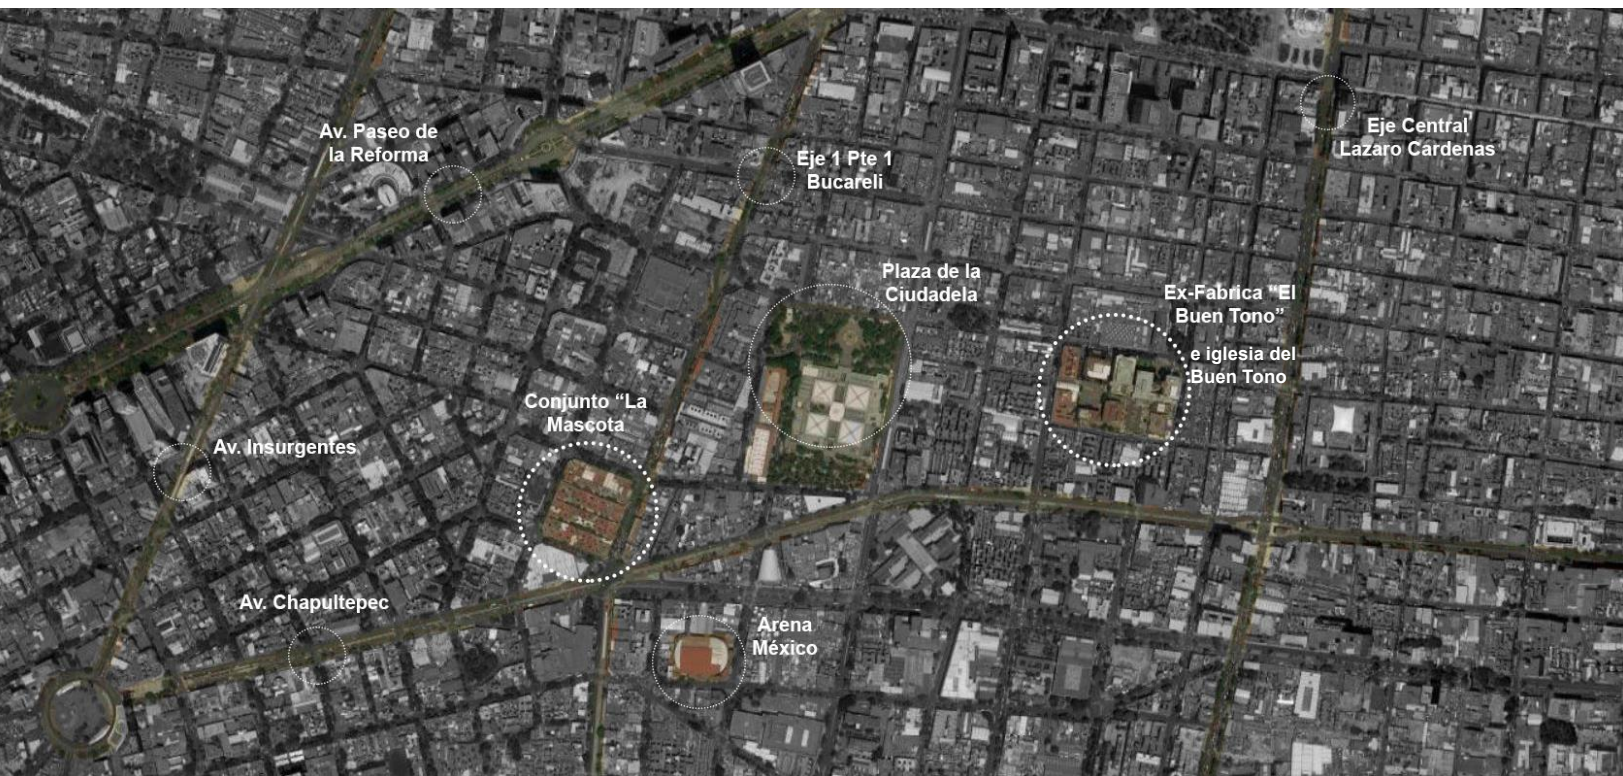 Av. Paseo de
la Reforma
Eje 1 Pte 1
Bucareli
Eje Central
Lazaro Cárdenas
Plaza de la
Ciudadela
Ex-Fabrica “El
Buen Tono”
e iglesia del
Buen Tono
Conjunto “La
Mascota
Av. Insurgentes
Av. Chapultepec
Arena
México